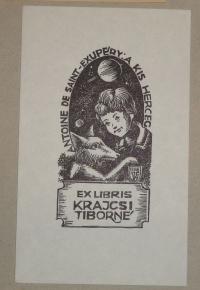 ANTOINE DE SAINT-EXUPÉRY: A KIS HERCEG
EX LIBRIS
KRAJCSI
TIBORNÉ